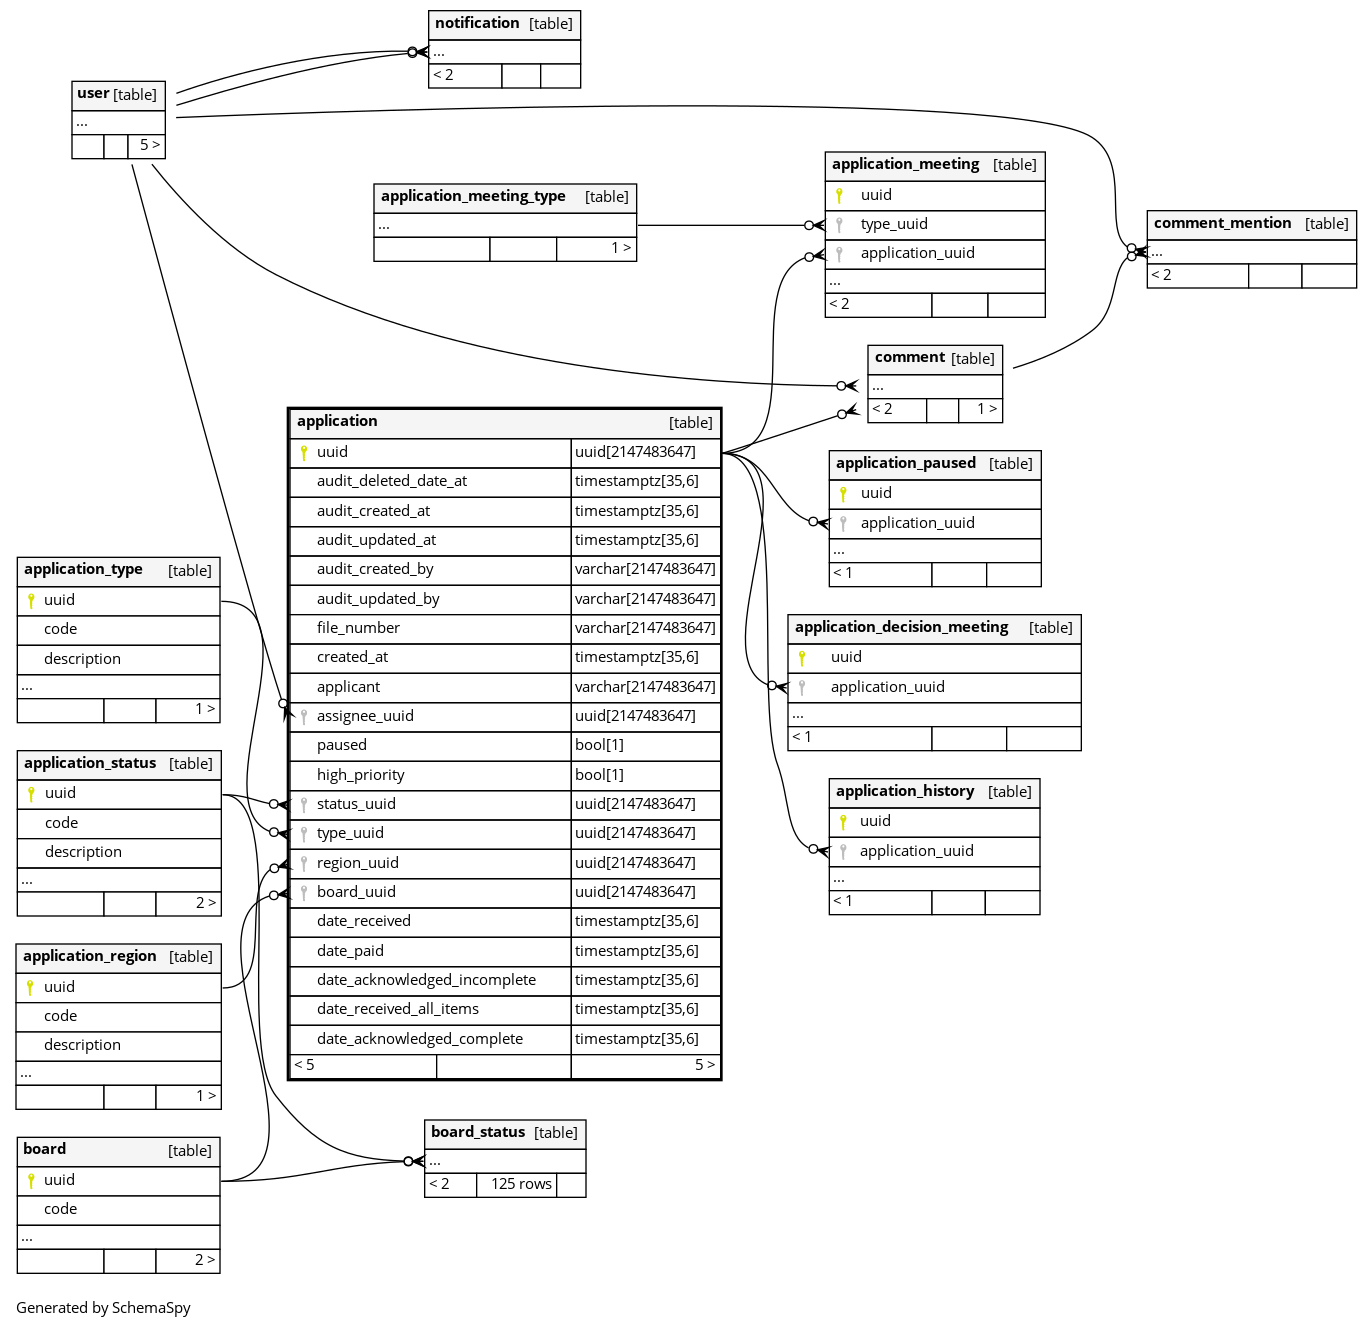 notification [table]
...
< 2
user [table]
...
5 >
application_meeting [table]
uuid
type_uuid
application_uuid
...
< 2
application_meeting_type [table]
...
1 >
comment_mention [table]
...
< 2
comment [table]
...
< 2 1 >
application [table]
uuid uuid[2147483647]
audit_deleted_date_at timestamptz[35,6]
audit_created_at timestamptz[35,6]
audit_updated_at timestamptz[35,6]
audit_created_by varchar[2147483647]
audit_updated_by varchar[2147483647]
file_number varchar[2147483647]
created_at timestamptz[35,6]
applicant varchar[2147483647]
assignee_uuid uuid[2147483647]
paused bool[1]
high_priority bool[1]
status_uuid uuid[2147483647]
type_uuid uuid[2147483647]
region_uuid uuid[2147483647]
board_uuid uuid[2147483647]
date_received timestamptz[35,6]
date_paid timestamptz[35,6]
date_acknowledged_incomplete timestamptz[35,6]
date_received_all_items timestamptz[35,6]
date_acknowledged_complete timestamptz[35,6]
< 5 5 >
application_paused [table]
uuid
application_uuid
...
< 1
application_type [table]
uuid
code
description
...
1 >
application_decision_meeting [table]
uuid
application_uuid
...
< 1
application_status [table]
uuid
code
description
...
2 >
application_history [table]
uuid
application_uuid
...
< 1
application_region [table]
uuid
code
description
...
1 >
board_status [table]
...
< 2 125 rows
board [table]
uuid
code
...
2 >
Generated by SchemaSpy